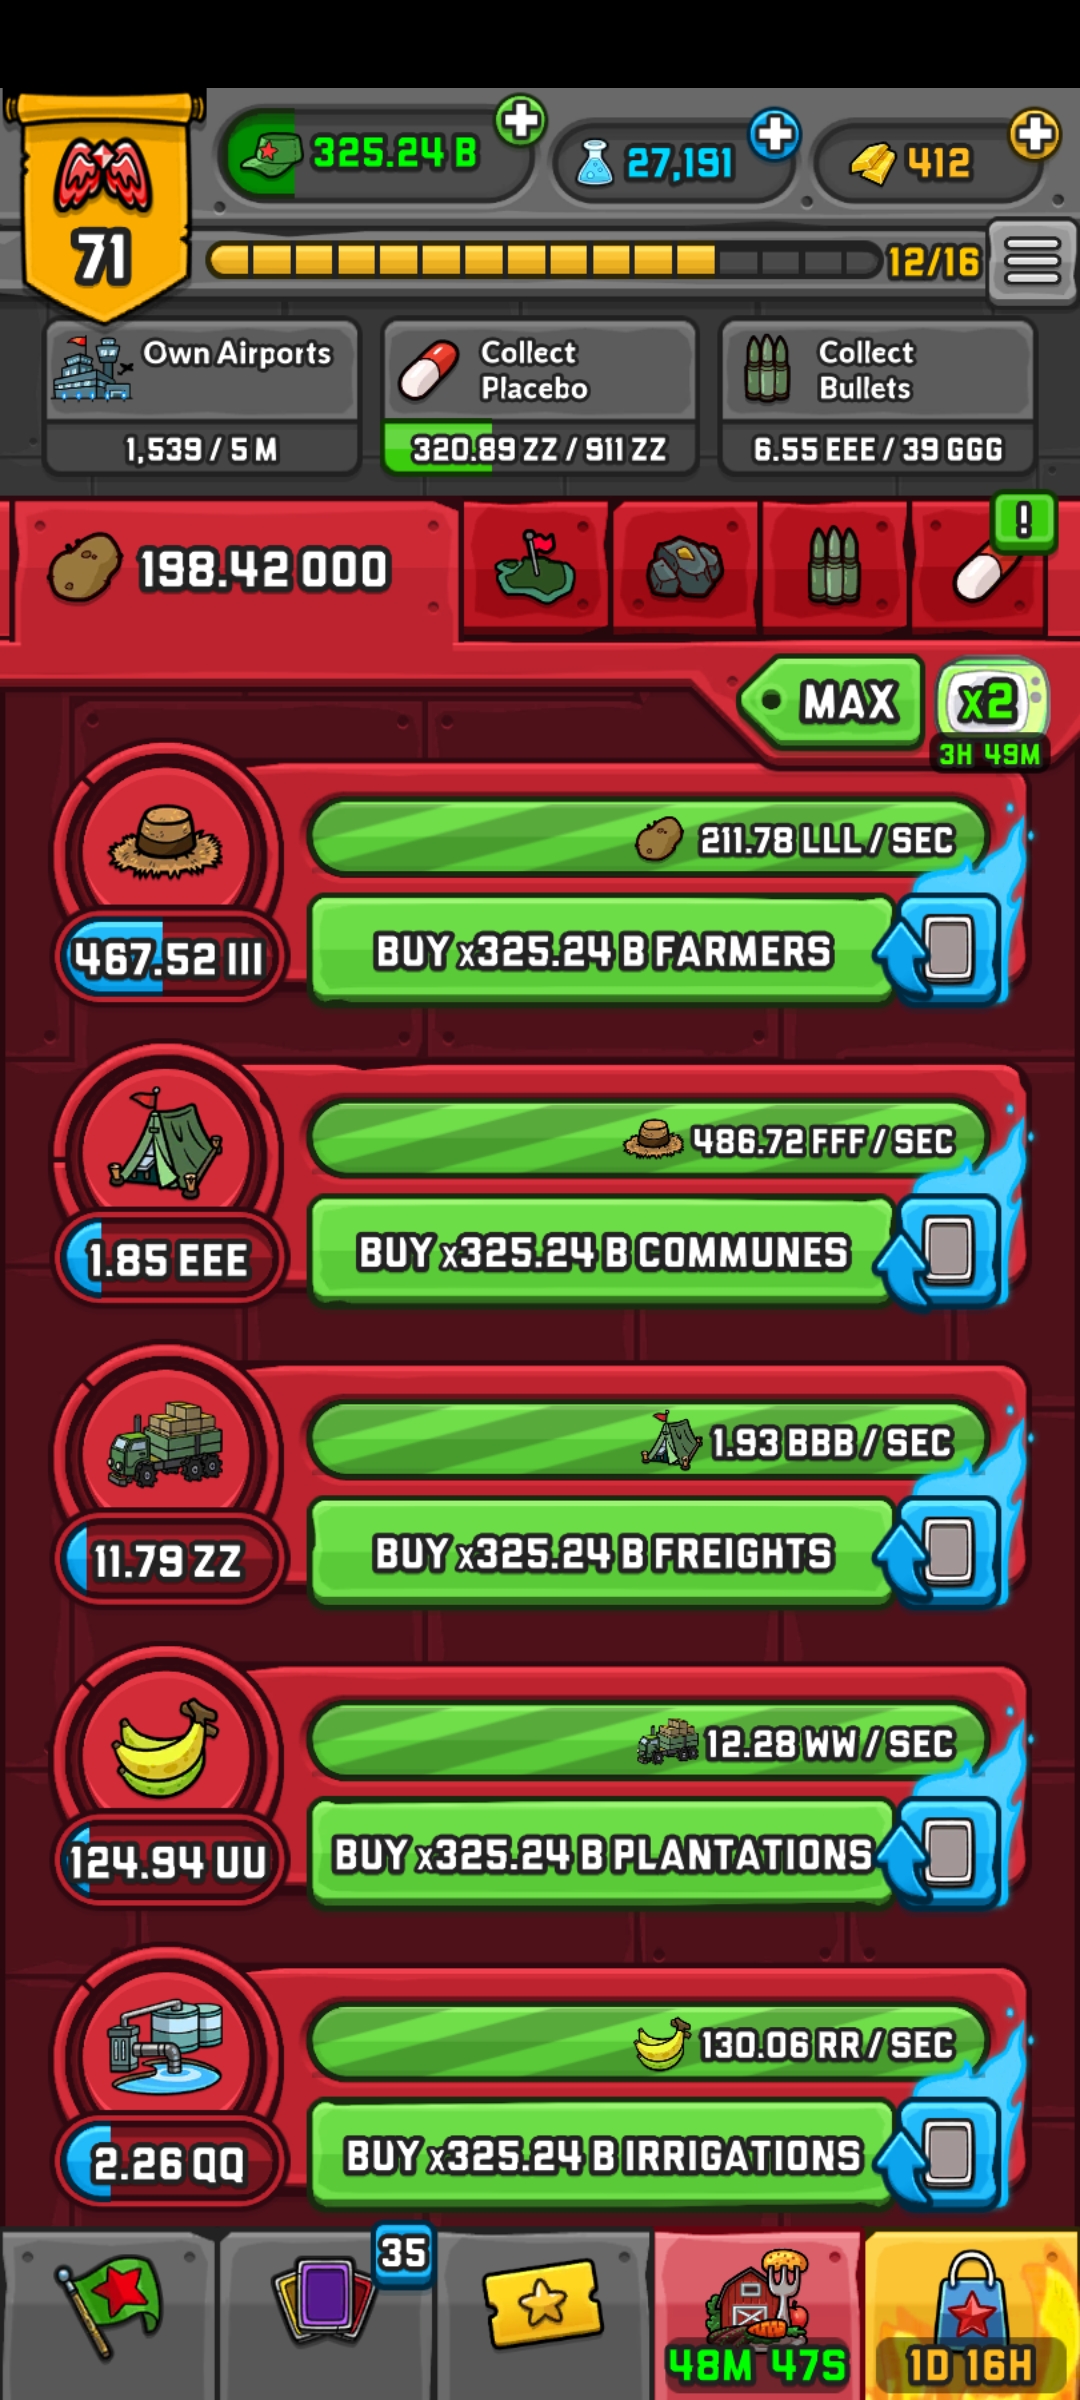 71
325.24 B
27,191
412
12/16
Own Airports
1,539 / 5 M
Collect
Placebo
320.89 ZZ / 911 ZZ
Collect
Bullets
6.55 EEE / 39 GGG
198.42 OOO
!
MAX
x2
3H 49M
211.78 LLL / SEC
467.52 III
BUY x325.24 B FARMERS
486.72 FFF / SEC
1.85 EEE
BUY x325.24 B COMMUNES
1.93 BBB / SEC
11.79 ZZ
BUY x325.24 B FREIGHTS
12.28 WW / SEC
124.94 UU
BUY x325.24 B PLANTATIONS
130.06 RR / SEC
2.26 QQ
BUY x325.24 B IRRIGATIONS
35
48M 47S
1D 16H